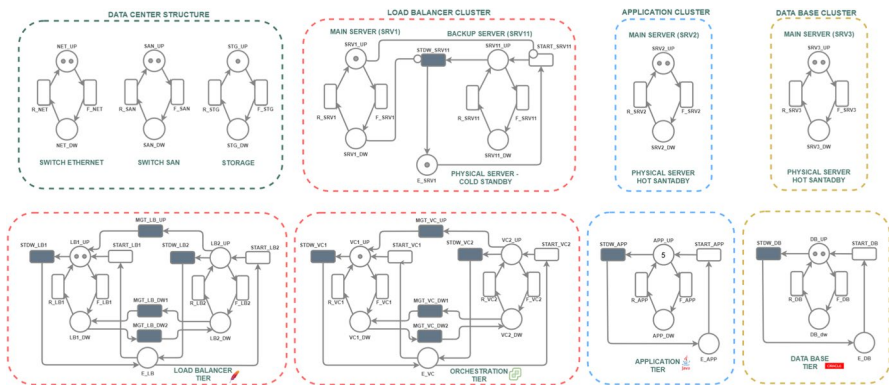 DATA CENTER STRUCTURE
NET_UP
R_NET
F_NET
NET_DW
SWITCH ETHERNET
SAN_UP
R_SAN
F_SAN
SAN_DW
SWITCH SAN
STG_UP
R_STG
F_STG
STG_DW
STORAGE
LOAD BALANCER CLUSTER
MAIN SERVER (SRV1)
BACKUP SERVER (SRV11)
SRV1_UP
STDW_SRV11
SRV11_UP
START_SRV11
R_SRV1
F_SRV1
R_SRV11
F_SRV11
SRV1_DW
SRV11_DW
E_SRV1
PHYSICAL SERVER -
COLD STANDBY
APPLICATION CLUSTER
MAIN SERVER (SRV2)
SRV2_UP
R_SRV2
F_SRV2
SRV2_DW
PHYSICAL SERVER
HOT SANTADBY
DATA BASE CLUSTER
MAIN SERVER (SRV3)
SRV3_UP
R_SRV3
F_SRV3
SRV3_DW
PHYSICAL SERVER
HOT SANTADBY
MGT_LB_UP
STDW_LB1
LB1_UP
START_LB1
STDW_LB2
LB2_UP
START_LB2
R_LB1
F_LB1
R_LB2
F_LB2
MGT_LB_DW1
MGT_LB_DW2
LB1_DW
LB2_DW
E_LB
LOAD BALANCER
TIER
MGT_VC_UP
STDW_VC1
VC1_UP
START_VC1
STDW_VC2
VC2_UP
START_VC2
R_VC1
F_VC1
R_VC2
F_VC2
MGT_VC_DW1
MGT_VC_DW2
VC1_DW
VC2_DW
E_VC
ORCHESTRATION
TIER
STDW_APP
APP_UP
START_APP
5
R_APP
F_APP
APP_DW
E_APP
APPLICATION
TIER
STDW_DB
DB_UP
START_DB
R_DB
F_DB
E_DB
DATA BASE
TIER